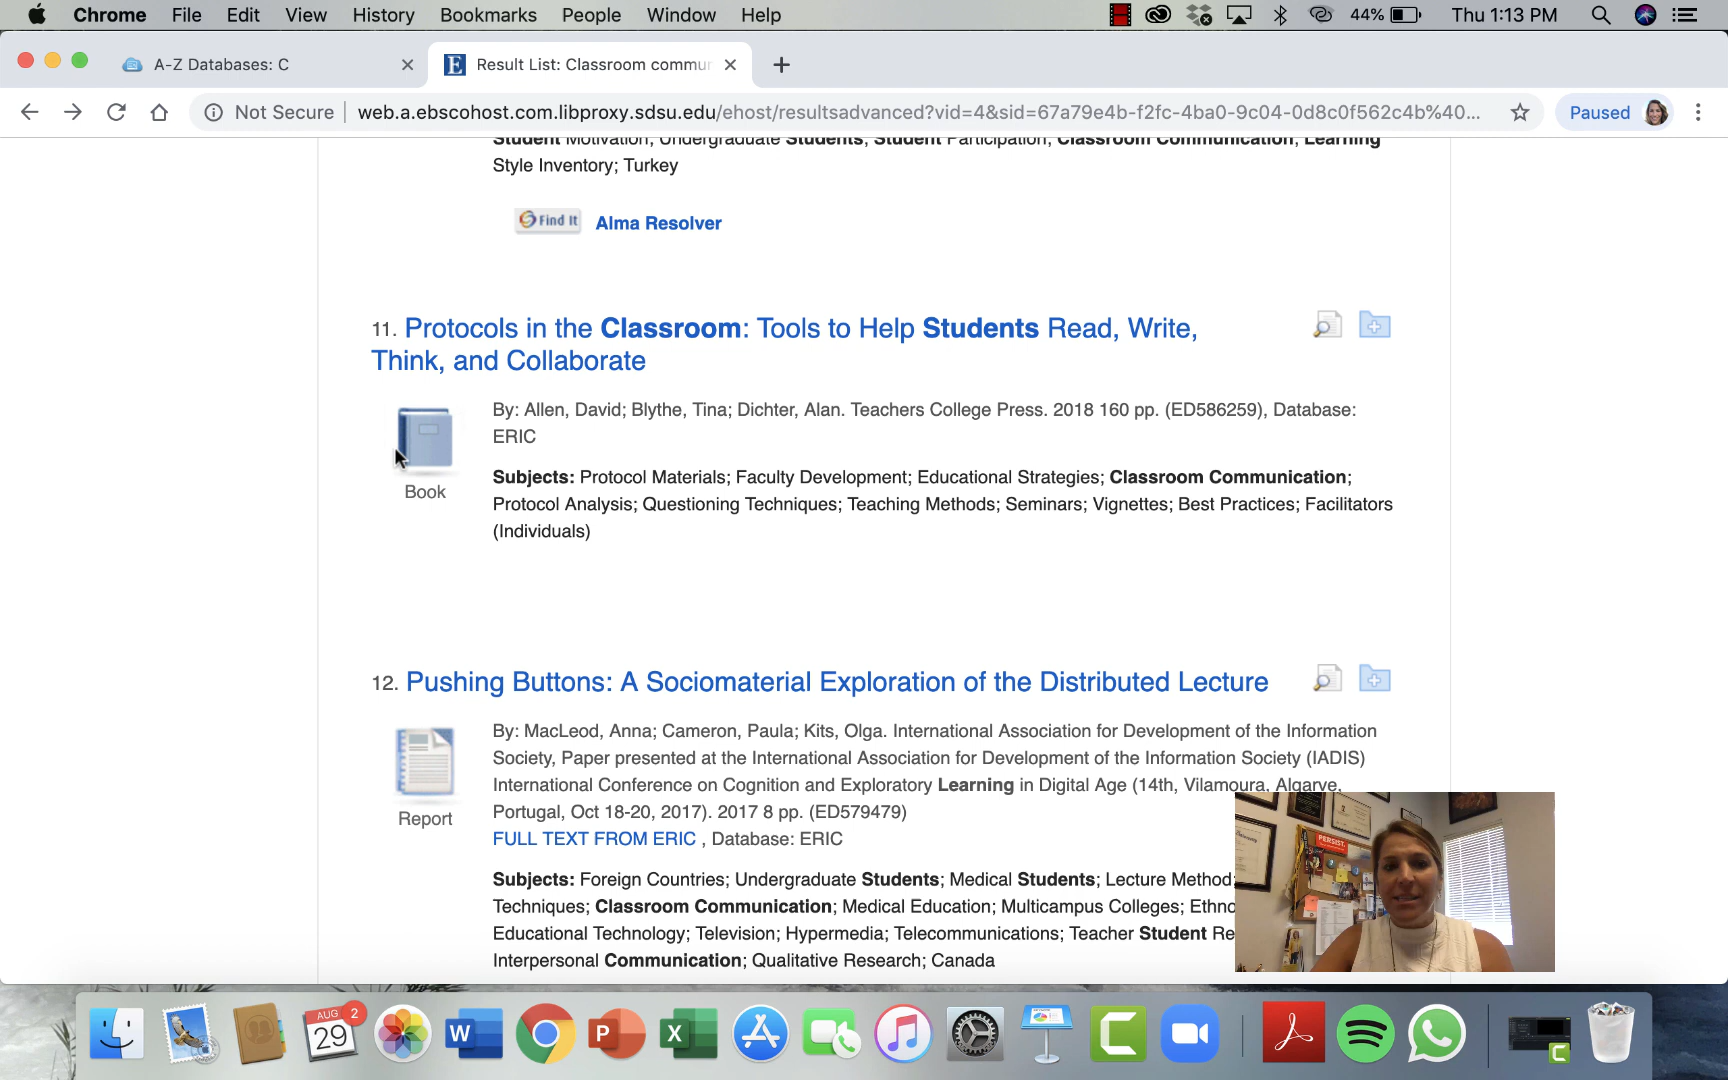 Chrome File Edit View History Bookmarks People Window Help 44% Thu 1:13 PM
A-Z Databases: C
Result List: Classroom commu
Not Secure web.a.ebscohost.com.libproxy.sdsu.edu/ehost/resultsadvanced?vid=4&sid=67a79e4b-f2fc-4ba0-9c04-0d8c0f562c4b%40... Paused
Student Motivation; Undergraduate Students; Student Participation; Classroom Communication; Learning
Style Inventory; Turkey
Find It Alma Resolver
11. Protocols in the Classroom: Tools to Help Students Read, Write,
Think, and Collaborate
By: Allen, David; Blythe, Tina; Dichter, Alan. Teachers College Press. 2018 160 pp. (ED586259), Database:
ERIC
Subjects: Protocol Materials; Faculty Development; Educational Strategies; Classroom Communication;
Book
Protocol Analysis; Questioning Techniques; Teaching Methods; Seminars; Vignettes; Best Practices; Facilitators
(Individuals)
12. Pushing Buttons: A Sociomaterial Exploration of the Distributed Lecture
By: MacLeod, Anna; Cameron, Paula; Kits, Olga. International Association for Development of the Information
Society, Paper presented at the International Association for Development of the Information Society (IADIS)
International Conference on Cognition and Exploratory Learning in Digital Age (14th, Vilamoura, Algarve,
Portugal, Oct 18-20, 2017). 2017 8 pp. (ED579479)
Report
FULL TEXT FROM ERIC , Database: ERIC
Subjects: Foreign Countries; Undergraduate Students; Medical Students; Lecture Method;
Techniques; Classroom Communication; Medical Education; Multicampus Colleges; Ethno
Educational Technology; Television; Hypermedia; Telecommunications; Teacher Student Re
Interpersonal Communication; Qualitative Research; Canada
PERSIST.
AUG 2
29
W
P
X